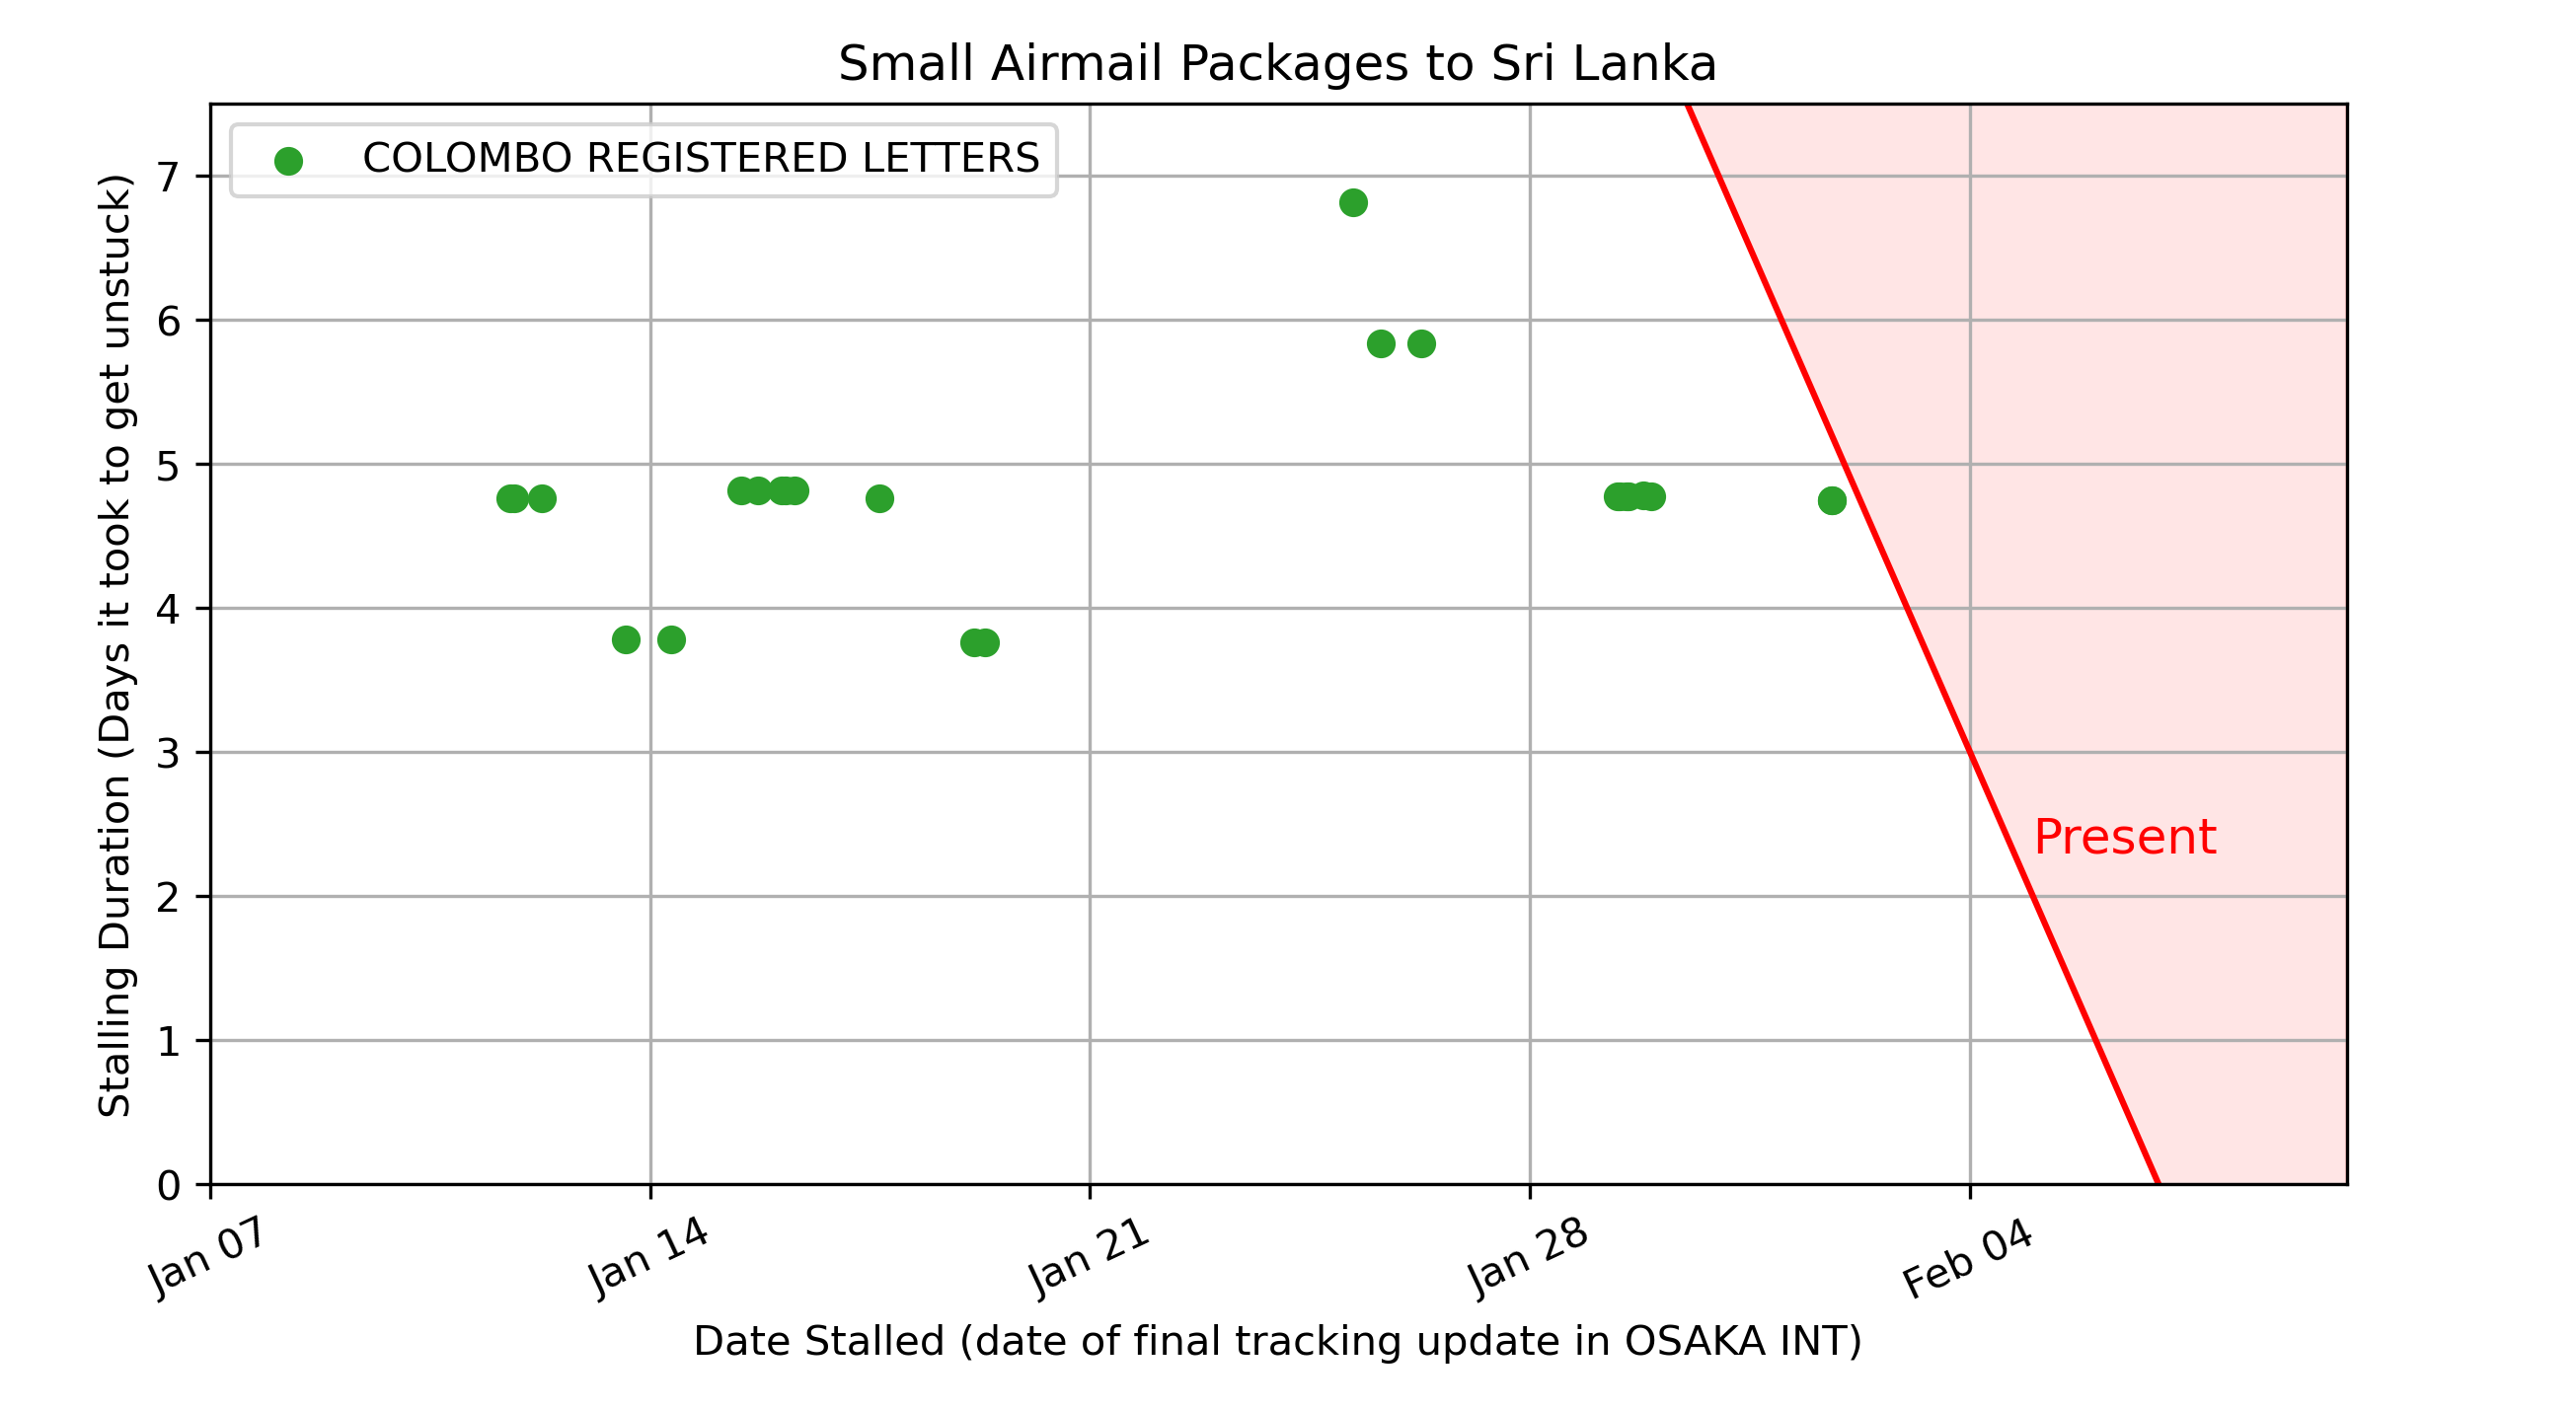 Small Airmail Packages to Sri Lanka
COLOMBO REGISTERED LETTERS
Stalling Duration (Days it took to get unstuck)
7
6
5
4
3
2
1
0
Present
Jan 07
Jan 14
Jan 21
Jan 28
Feb 04
Date Stalled (date of final tracking update in OSAKA INT)